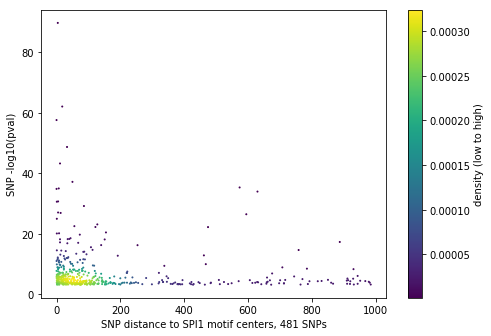 80
60
40
20
0
SNP -log10(pval)
0 200 400 600 800 1000
SNP distance to SPI1 motif centers, 481 SNPs
0.00030
0.00025
0.00020
0.00015
0.00010
0.00005
density (low to high)